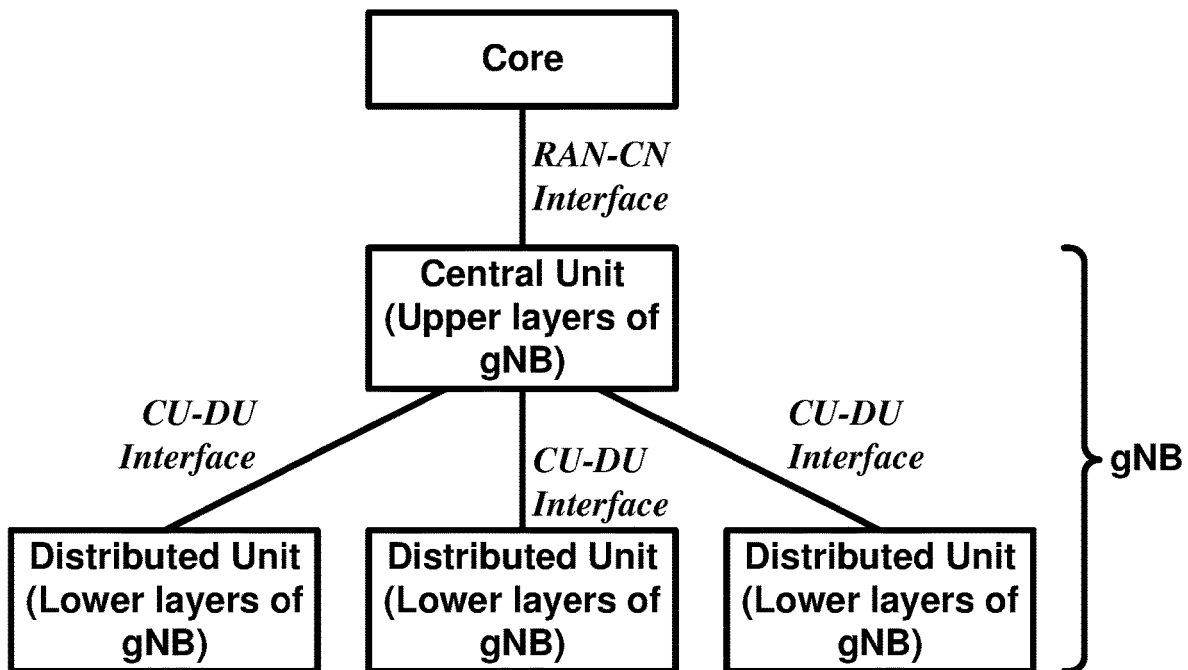 Core
RAN-CN
Interface
Central Unit
(Upper layers of
gNB)
CU-DU
Interface
CU-DU
Interface
CU-DU
Interface
gNB
Distributed Unit
(Lower layers of
gNB)
Distributed Unit
(Lower layers of
gNB)
Distributed Unit
(Lower layers of
gNB)